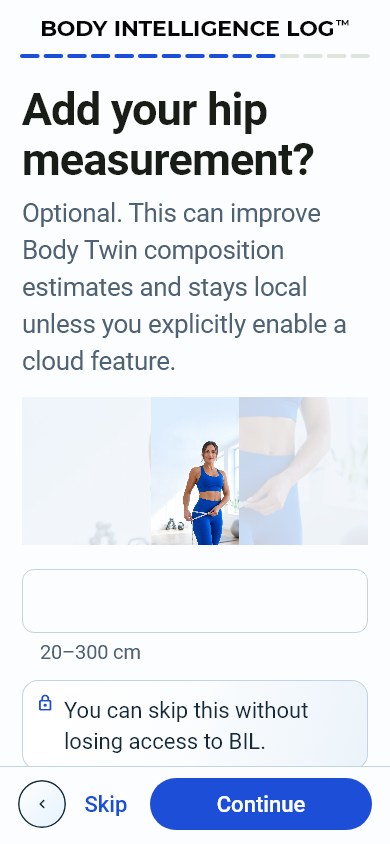 BODY INTELLIGENCE LOG™
Add your hip
measurement?
Optional. This can improve
Body Twin composition
estimates and stays local
unless you explicitly enable a
cloud feature.
20–300 cm
You can skip this without
losing access to BIL.
Skip
Continue